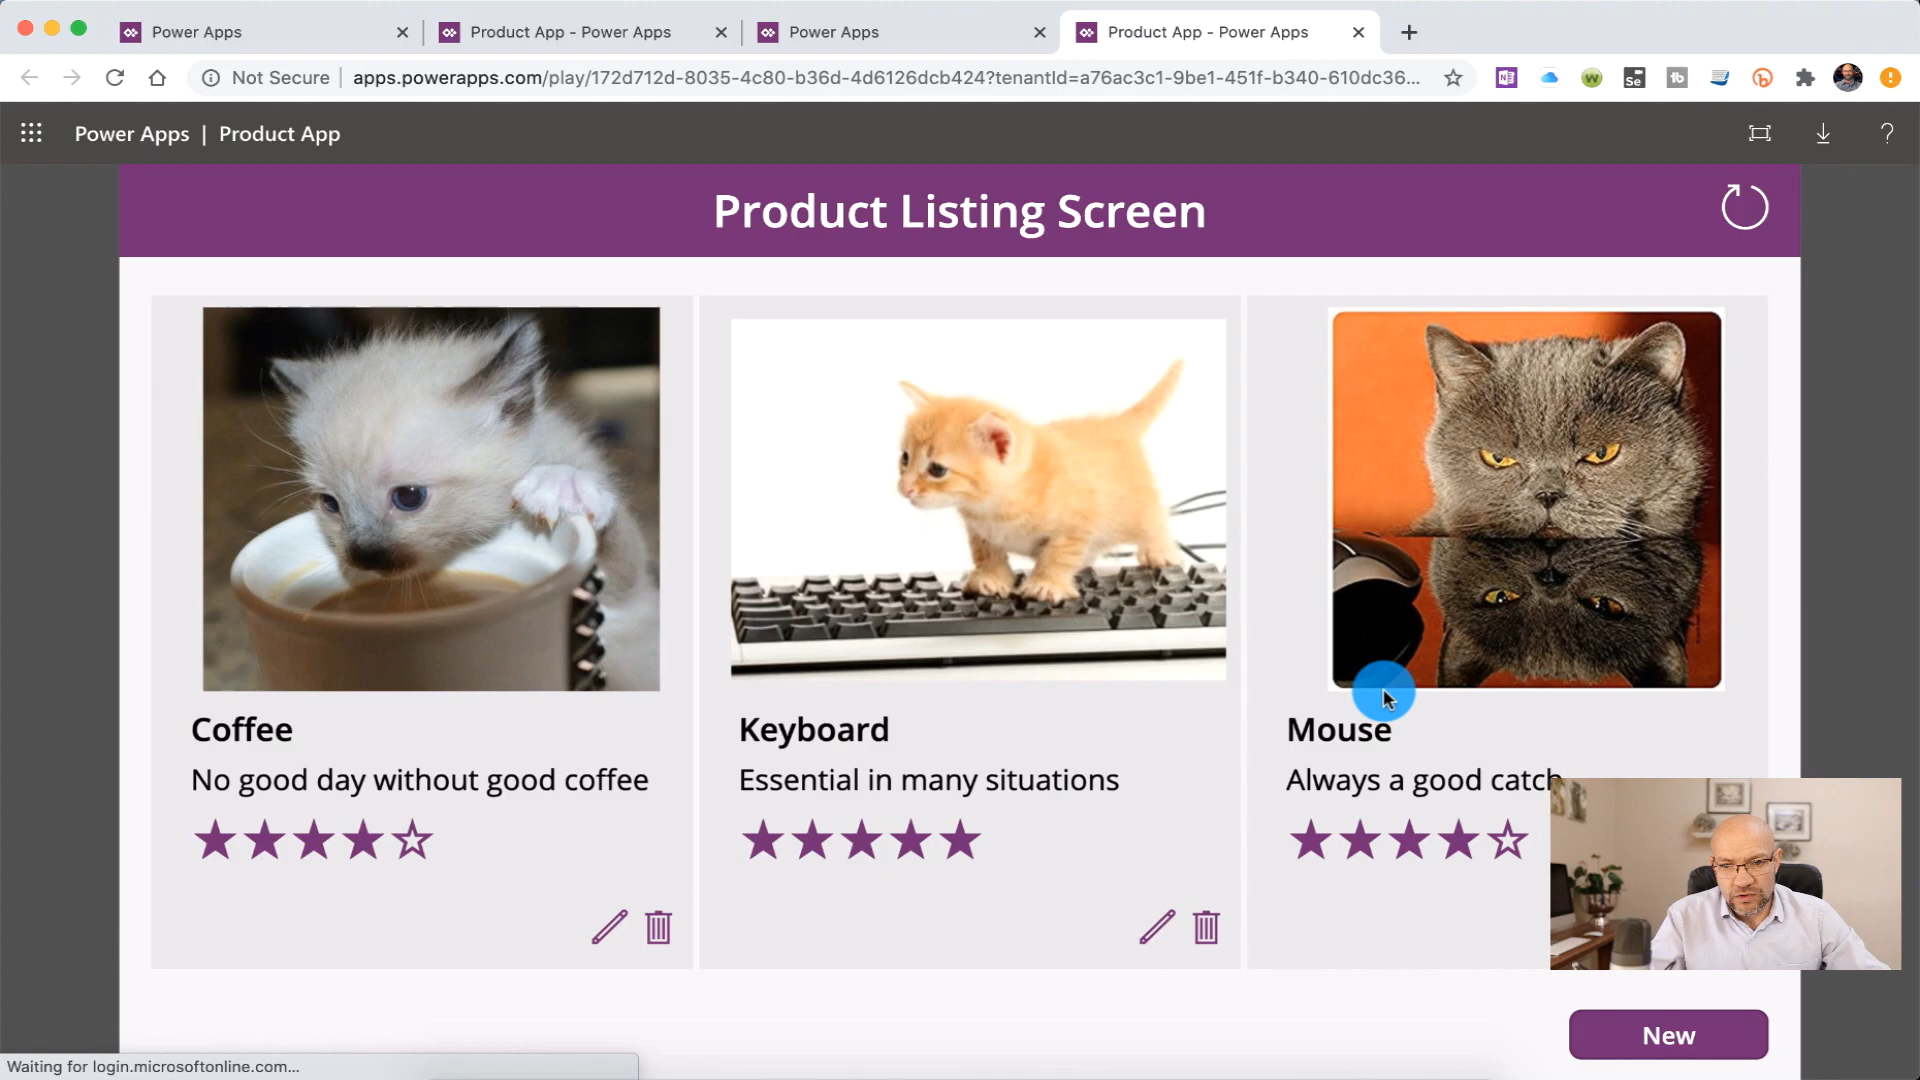 Power Apps
Product App - Power Apps
Power Apps
Product App - Power Apps
Not Secure
apps.powerapps.com/play/172d712d-8035-4c80-b36d-4d6126dcb424?tenantId=a76ac3c1-9be1-451f-b340-610dc36...
Power Apps | Product App
Product Listing Screen
Coffee
No good day without good coffee
Keyboard
Essential in many situations
Mouse
Always a good catch
New
Waiting for login.microsoftonline.com...